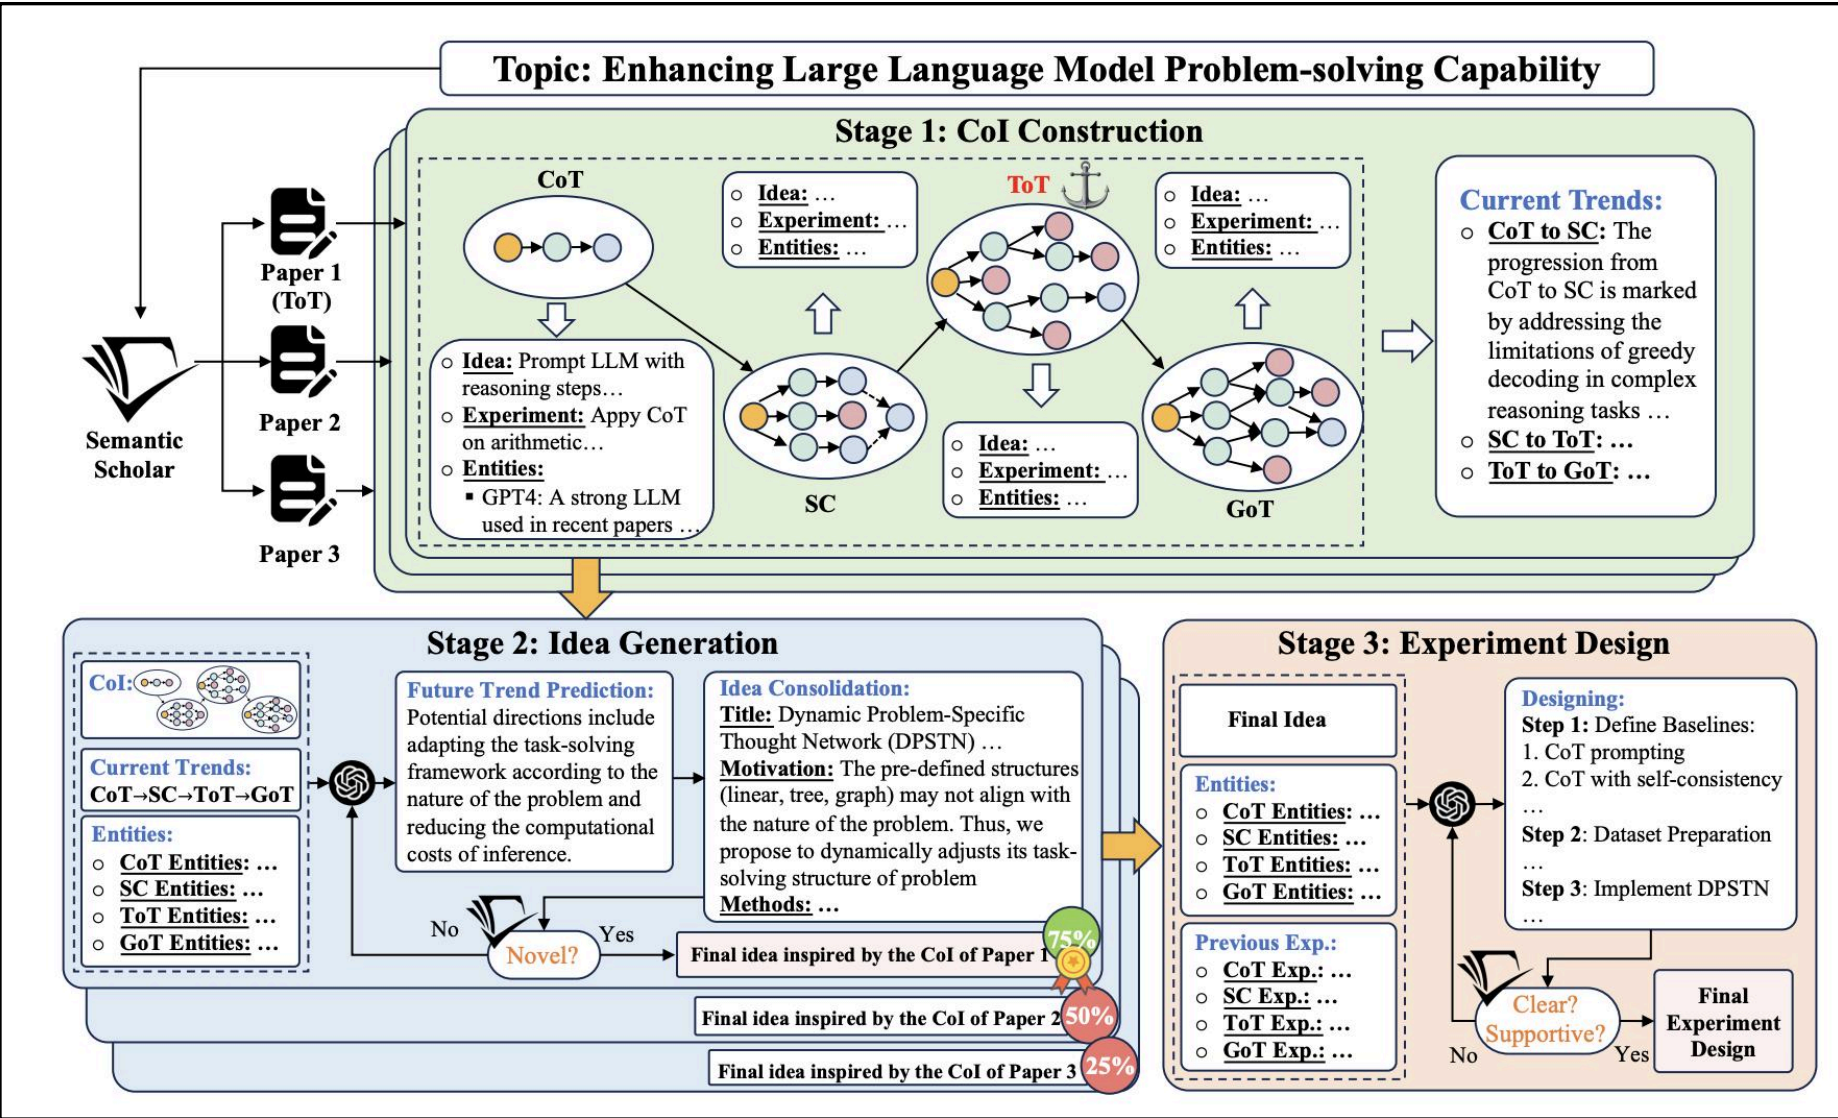 Topic: Enhancing Large Language Model Problem-solving Capability
Semantic
Scholar
Paper 1
(ToT)
Paper 2
Paper 3
Stage 1: CoI Construction
CoT
○ Idea: Prompt LLM with
reasoning steps…
○ Experiment: Appy CoT
on arithmetic…
○ Entities:
▪ GPT4: A strong LLM
used in recent papers …
○ Idea: …
○ Experiment: …
○ Entities: …
SC
ToT
○ Idea: …
○ Experiment: …
○ Entities: …
○ Idea: …
○ Experiment: …
○ Entities: …
GoT
Current Trends:
○ CoT to SC: The
progression from
CoT to SC is marked
by addressing the
limitations of greedy
decoding in complex
reasoning tasks …
○ SC to ToT: …
○ ToT to GoT: …
Stage 2: Idea Generation
CoI:
Current Trends:
CoT→SC→ToT→GoT
Entities:
○ CoT Entities: …
○ SC Entities: …
○ ToT Entities: …
○ GoT Entities: …
Future Trend Prediction:
Potential directions include
adapting the task-solving
framework according to the
nature of the problem and
reducing the computational
costs of inference.
Idea Consolidation:
Title: Dynamic Problem-Specific
Thought Network (DPSTN) …
Motivation: The pre-defined structures
(linear, tree, graph) may not align with
the nature of the problem. Thus, we
propose to dynamically adjusts its task-
solving structure of problem
Methods: …
No
Novel?
Yes
Final idea inspired by the CoI of Paper 1
75%
Final idea inspired by the CoI of Paper 2
50%
Final idea inspired by the CoI of Paper 3
25%
Stage 3: Experiment Design
Final Idea
Entities:
○ CoT Entities: …
○ SC Entities: …
○ ToT Entities: …
○ GoT Entities: …
Previous Exp.:
○ CoT Exp.: …
○ SC Exp.: …
○ ToT Exp.: …
○ GoT Exp.: …
Designing:
Step 1: Define Baselines:
1. CoT prompting
2. CoT with self-consistency
…
Step 2: Dataset Preparation
…
Step 3: Implement DPSTN
…
Clear?
Supportive?
No
Yes
Final
Experiment
Design